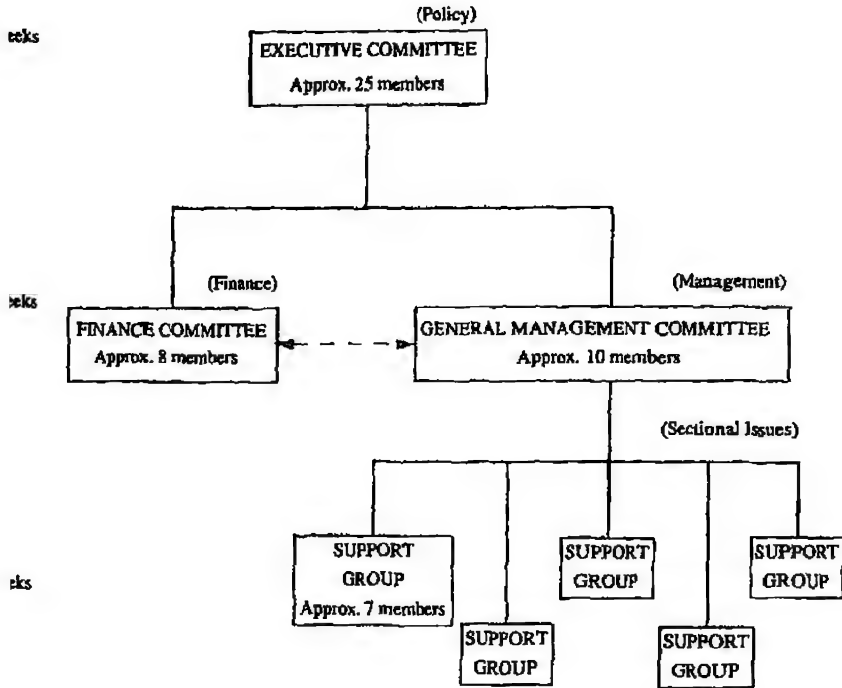 (Policy)
eeks
EXECUTIVE COMMITTEE
Approx. 25 members
(Finance)
(Management)
eeks
FINANCE COMMITTEE
Approx. 8 members
GENERAL MANAGEMENT COMMITTEE
Approx. 10 members
(Sectional Issues)
SUPPORT
GROUP
Approx. 7 members
SUPPORT
GROUP
SUPPORT
GROUP
eks
SUPPORT
GROUP
SUPPORT
GROUP